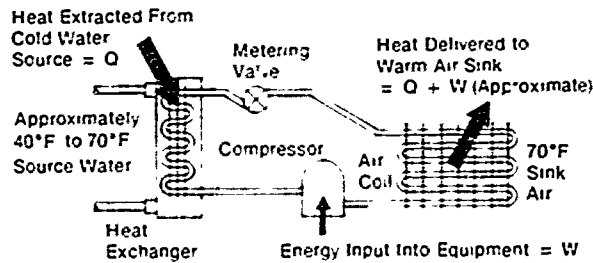 Heat Extracted From
Cold Water
Source = Q
Metering
Valve
Heat Delivered to
Warm Air Sink
= Q + W (Approximate)
Approximately
40°F to 70°F
Source Water
Compressor
Air
Coil
70°F
Sink
Air
Heat
Exchanger
Energy Input Into Equipment = W